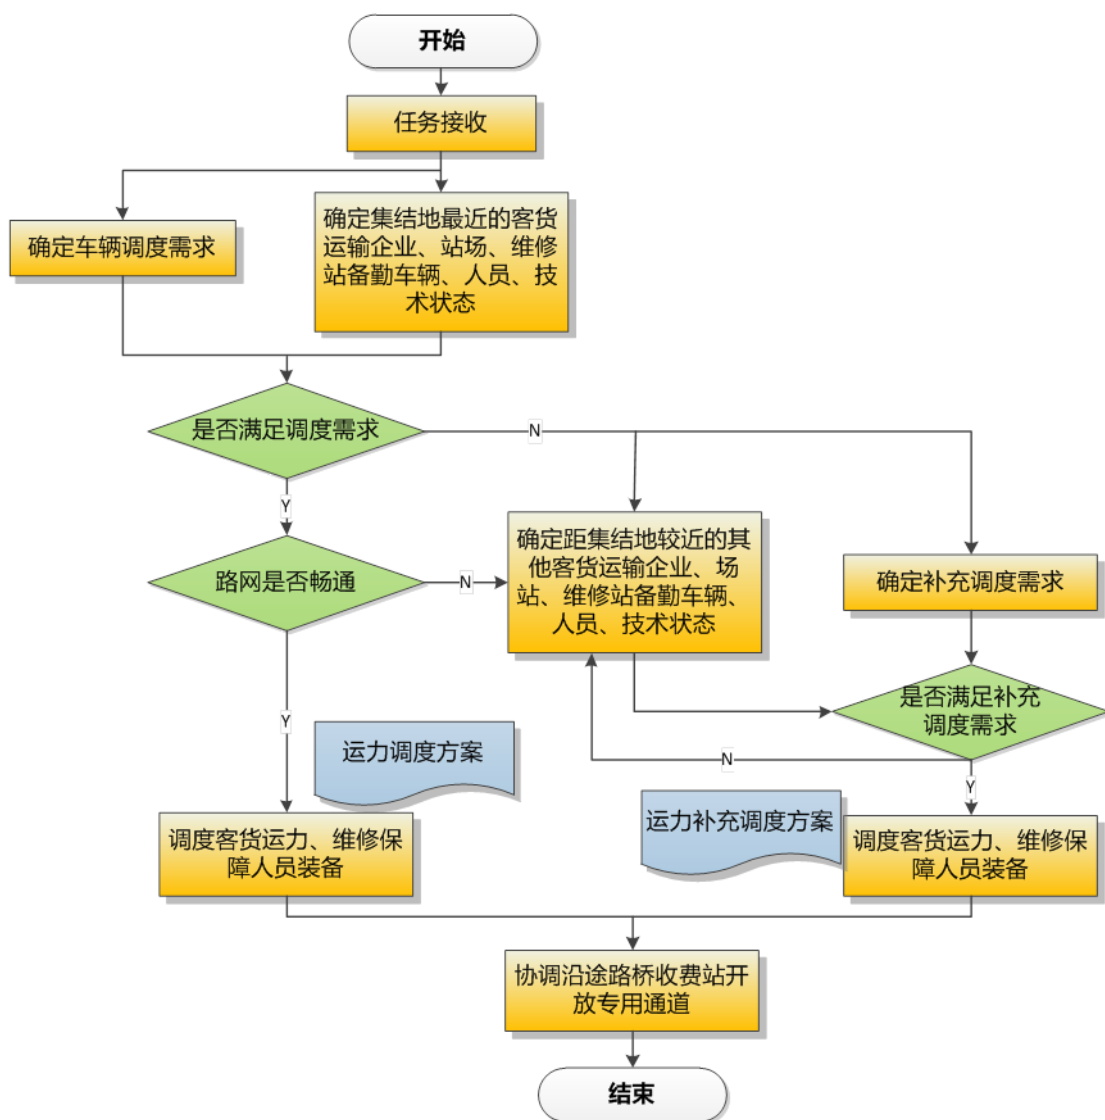 开始
任务接收
确定车辆调度需求
确定集结地最近的客货
运输企业、站场、维修
站备勤车辆、人员、技
术状态
是否满足调度需求
N
Y
路网是否畅通
N
确定距集结地较近的其
他客货运输企业、场
站、维修站备勤车辆、
人员、技术状态
确定补充调度需求
是否满足补充
调度需求
Y
N
Y
运力调度方案
运力补充调度方案
调度客货运力、维修保
障人员装备
调度客货运力、维修保
障人员装备
协调沿途路桥收费站开
放专用通道
结束